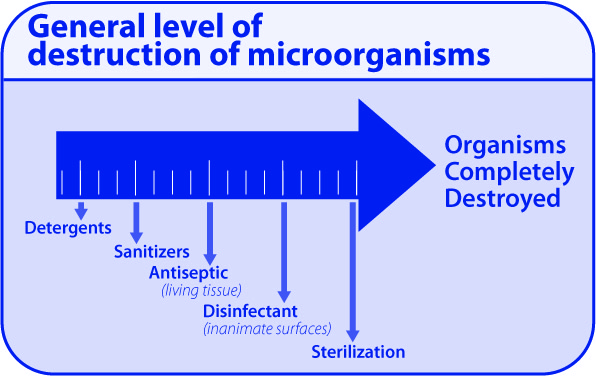 General level of
destruction of microorganisms
Organisms
Completely
Destroyed
Detergents
Sanitizers
Antiseptic
(living tissue)
Disinfectant
(inanimate surfaces)
Sterilization